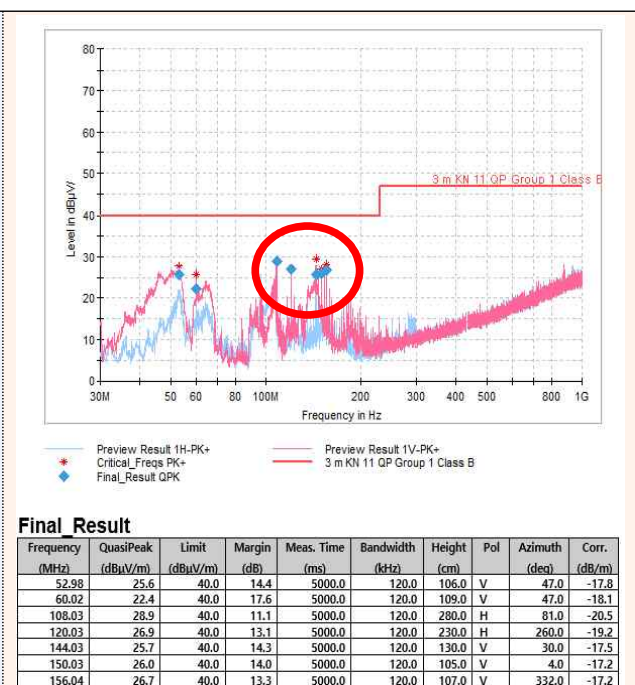 80
70
60
50
40
30
20
10
0
Level in dBµV/
3 m KN 11 QP Group 1 Class B
30M 50 60 80 100M 200 300 400 500 800 1G
Frequency in Hz
Preview Result 1H-PK+ Preview Result 1V-PK+
Critical_Freqs PK+ 3 m KN 11 QP Group 1 Class B
Final_Result QPK
Final_Result
Frequency QuasiPeak Limit Margin Meas. Time Bandwidth Height Pol Azimuth Corr.
(MHz) (dBµV/m) (dBµV/m) (dB) (ms) (kHz) (cm) (deg) (dB/m)
52.98 25.6 40.0 14.4 5000.0 120.0 106.0 V 47.0 -17.8
60.02 22.4 40.0 17.6 5000.0 120.0 109.0 V 47.0 -18.1
108.03 28.9 40.0 11.1 5000.0 120.0 280.0 H 81.0 -20.5
120.03 26.9 40.0 13.1 5000.0 120.0 230.0 H 260.0 -19.2
144.03 25.7 40.0 14.3 5000.0 120.0 130.0 V 30.0 -17.5
150.03 26.0 40.0 14.0 5000.0 120.0 105.0 V 4.0 -17.2
156.04 26.7 40.0 13.3 5000.0 120.0 107.0 V 332.0 -17.2